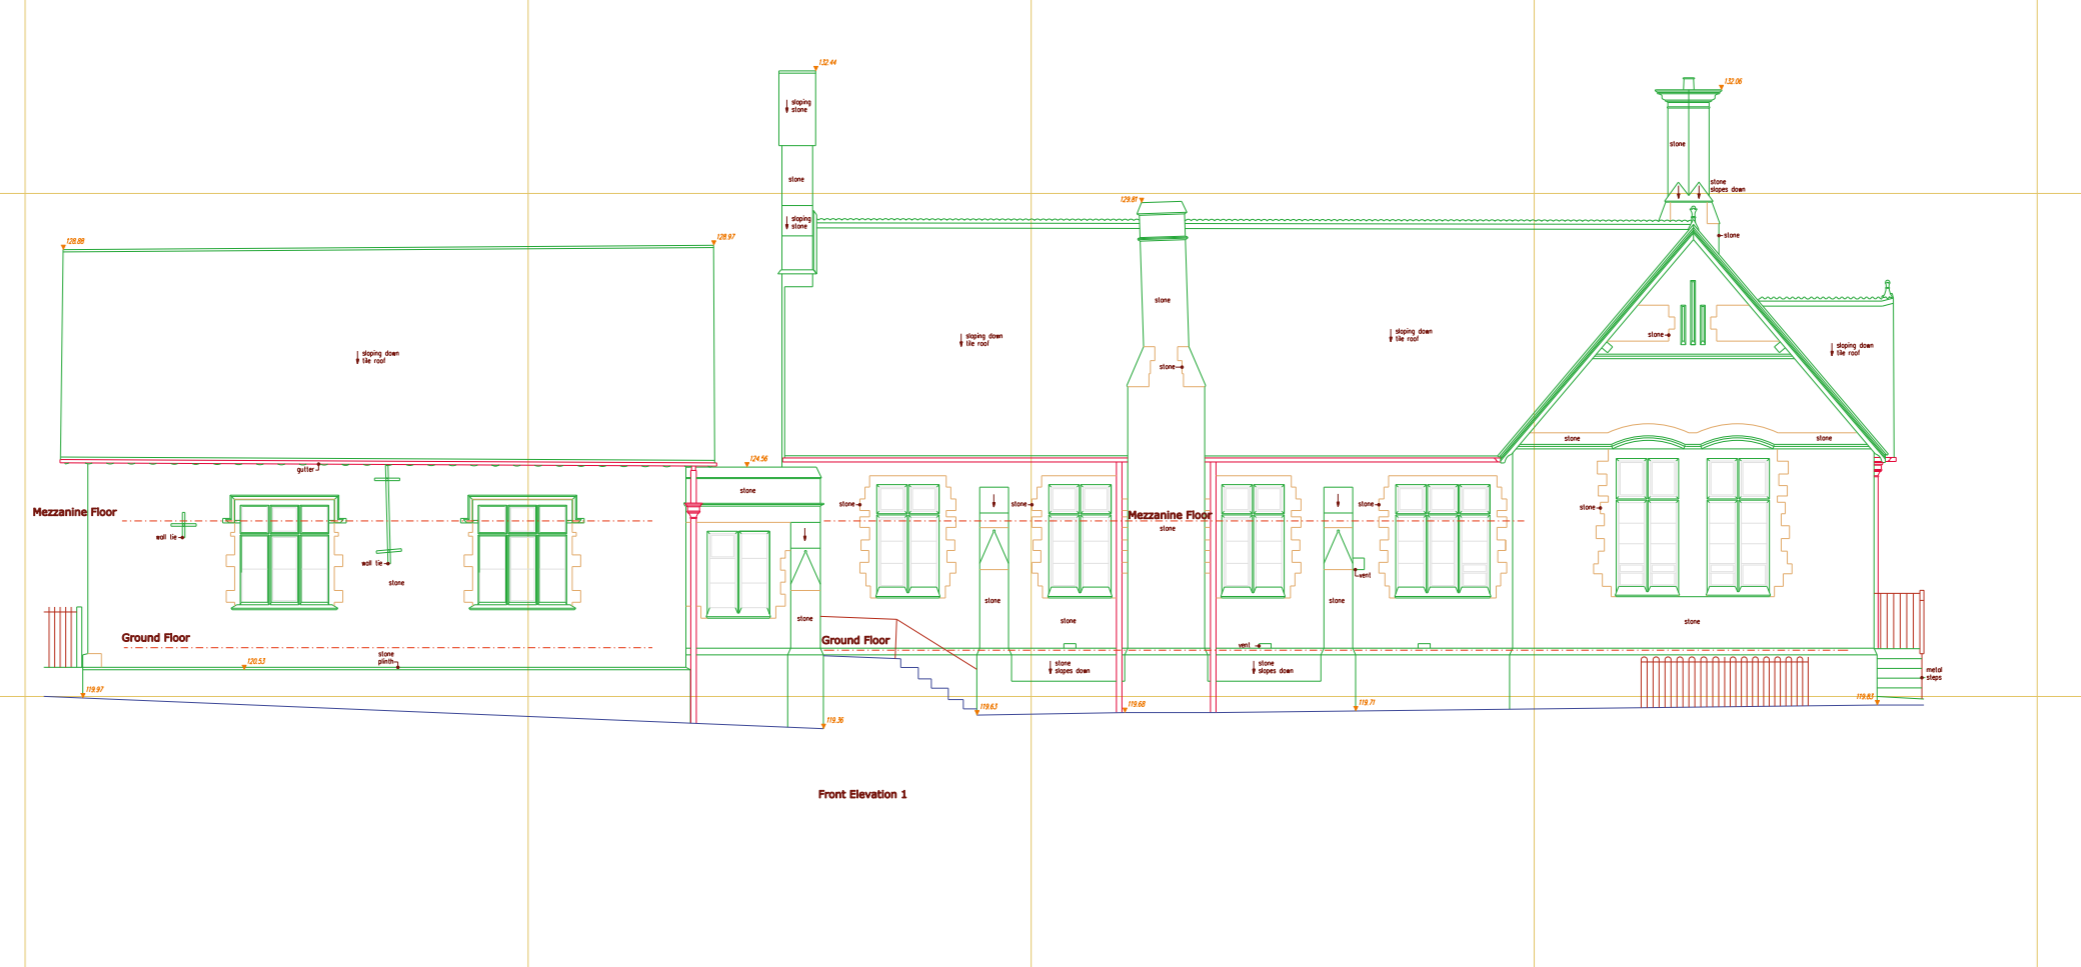 132.44
132.06
sloping
stone
stone
stone
stone
slopes down
129.81
sloping
stone
stone
128.88
128.97
stone
sloping down
tile roof
sloping down
tile roof
sloping down
tile roof
stone
sloping down
tile roof
stone
stone
stone
gutter
124.56
stone
stone
stone
stone
stone
Mezzanine Floor
Mezzanine Floor
stone
wall tie
wall tie
stone
vent
stone
stone
stone
stone
stone
Ground Floor
Ground Floor
vent
stone
plinth
120.53
stone
slopes down
stone
slopes down
metal
steps
119.97
119.36
119.63
119.68
119.71
119.83
Front Elevation 1